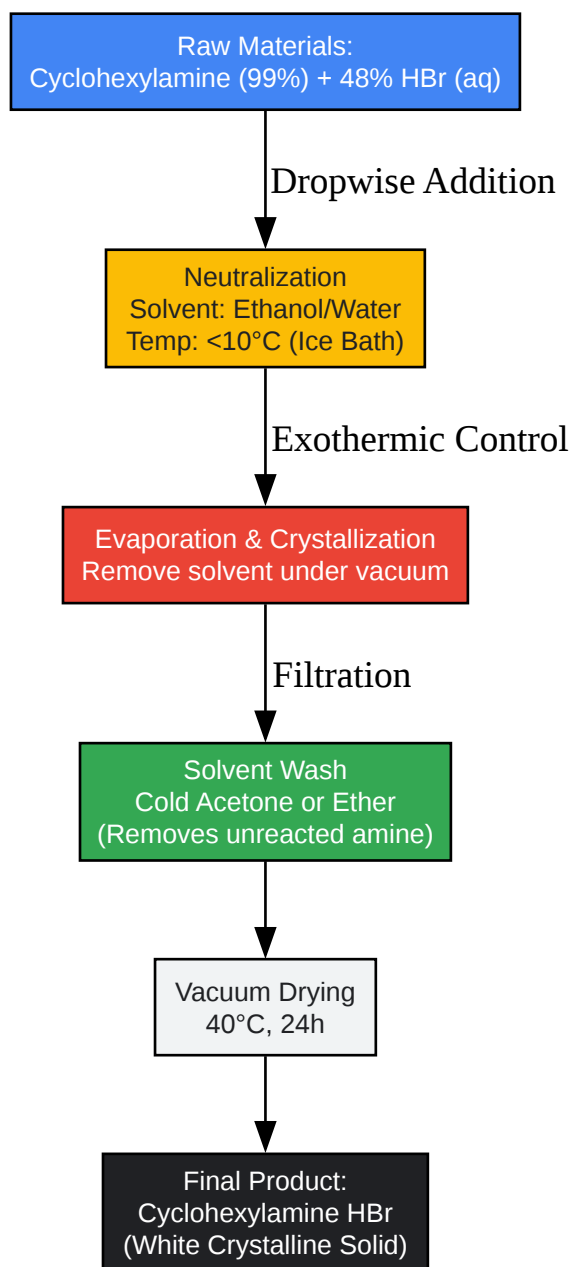 Raw Materials:
Cyclohexylamine (99%) + 48% HBr (aq)
Dropwise Addition
Neutralization
Solvent: Ethanol/Water
Temp: <10°C (Ice Bath)
Exothermic Control
Evaporation & Crystallization
Remove solvent under vacuum
Filtration
Solvent Wash
Cold Acetone or Ether
(Removes unreacted amine)
Vacuum Drying
40°C, 24h
Final Product:
Cyclohexylamine HBr
(White Crystalline Solid)